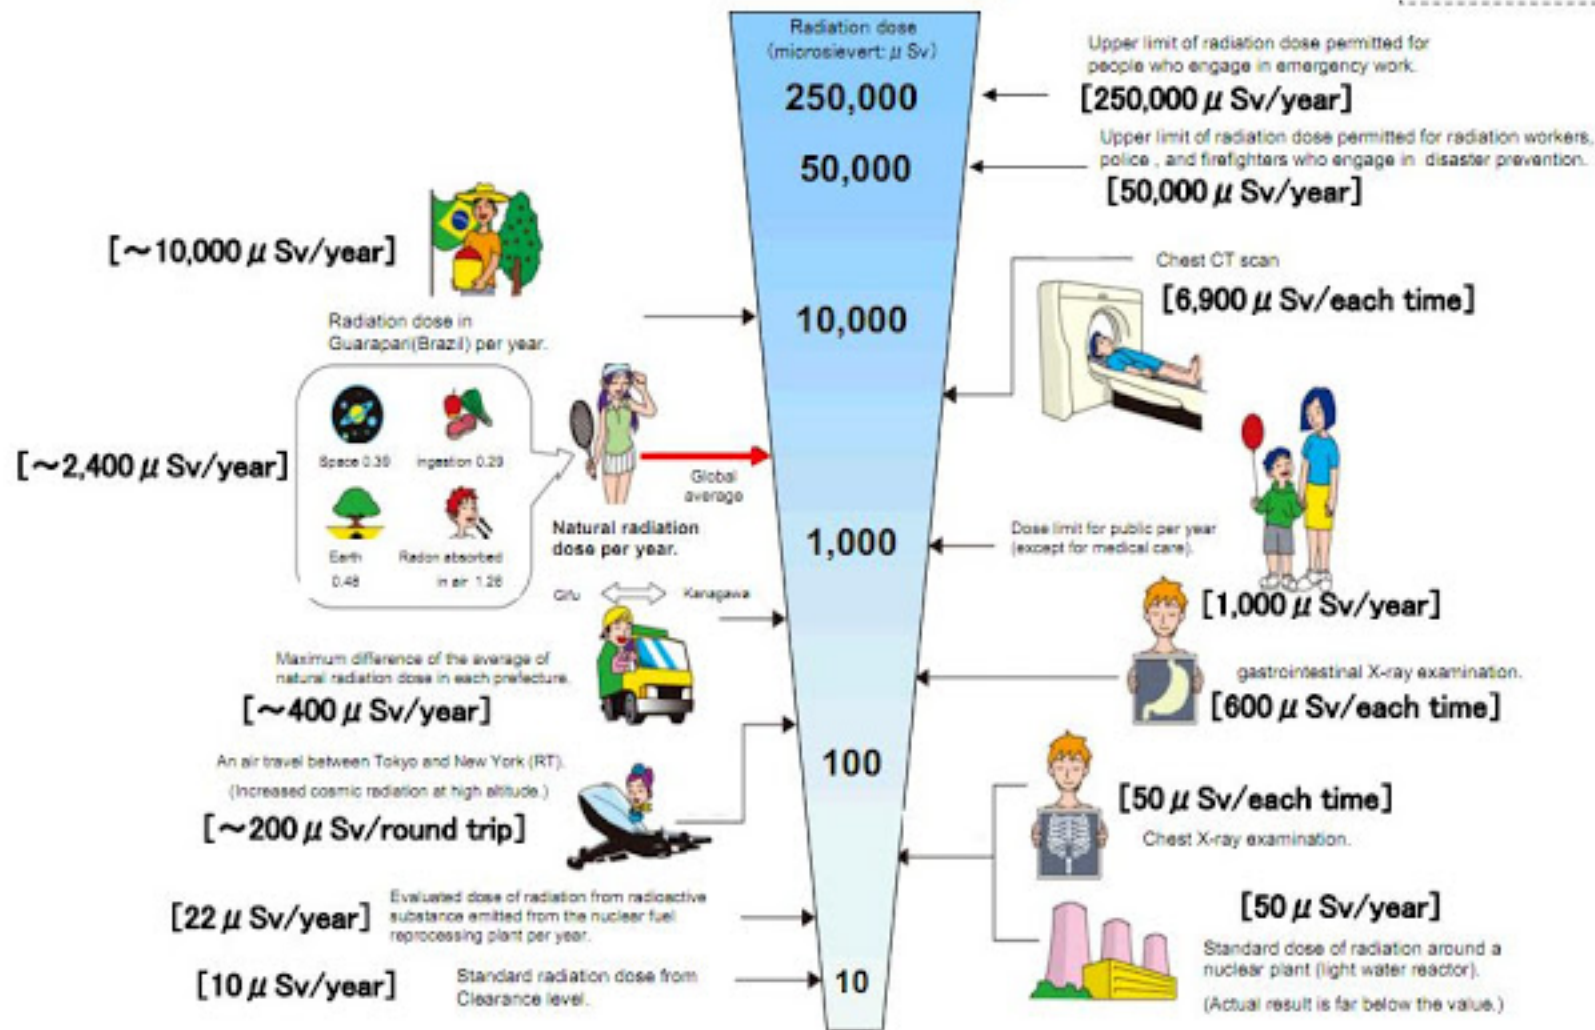 Radiation dose
(microsievert: μ Sv)
250,000
50,000
10,000
1,000
100
10
Upper limit of radiation dose permitted for
people who engage in emergency work.
[250,000 μ Sv/year]
Upper limit of radiation dose permitted for radiation workers,
police , and firefighters who engage in disaster prevention.
[50,000 μ Sv/year]
[~10,000 μ Sv/year]
Radiation dose in
Guarapari(Brazil) per year.
Chest CT scan
[6,900 μ Sv/each time]
[~2,400 μ Sv/year]
Space 0.39
ingestion 0.29
Earth
0.48
Radon absorbed
in air 1.26
Global
average
Natural radiation
dose per year.
Dose limit for public per year
(except for medical care).
[1,000 μ Sv/year]
Gifu
Kanagawa
Maximum difference of the average of
natural radiation dose in each prefecture.
[~400 μ Sv/year]
gastrointestinal X-ray examination.
[600 μ Sv/each time]
An air travel between Tokyo and New York (RT).
(Increased cosmic radiation at high altitude.)
[~200 μ Sv/round trip]
[50 μ Sv/each time]
Chest X-ray examination.
[22 μ Sv/year]
Evaluated dose of radiation from radioactive
substance emitted from the nuclear fuel
reprocessing plant per year.
[50 μ Sv/year]
Standard dose of radiation around a
nuclear plant (light water reactor).
(Actual result is far below the value.)
[10 μ Sv/year]
Standard radiation dose from
Clearance level.